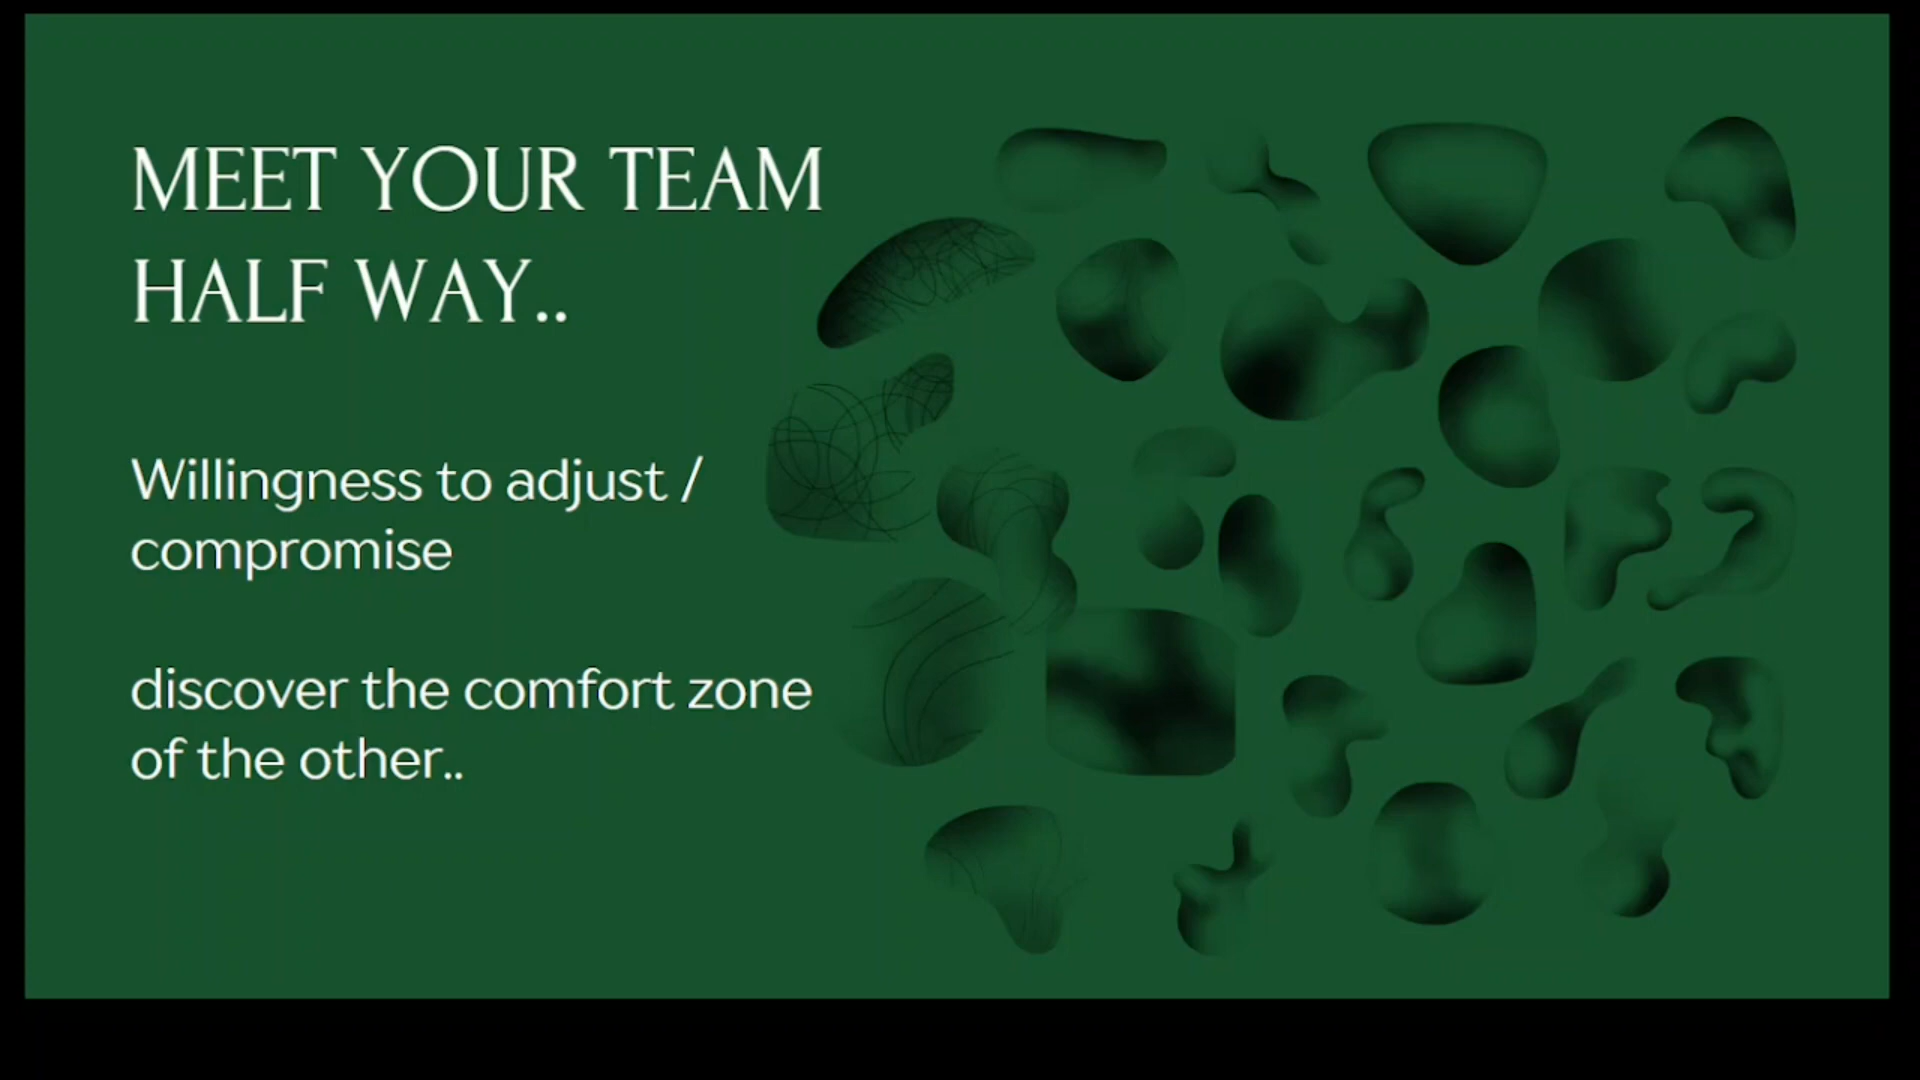 MEET YOUR TEAM
HALF WAY..
Willingness to adjust /
compromise
discover the comfort zone
of the other..